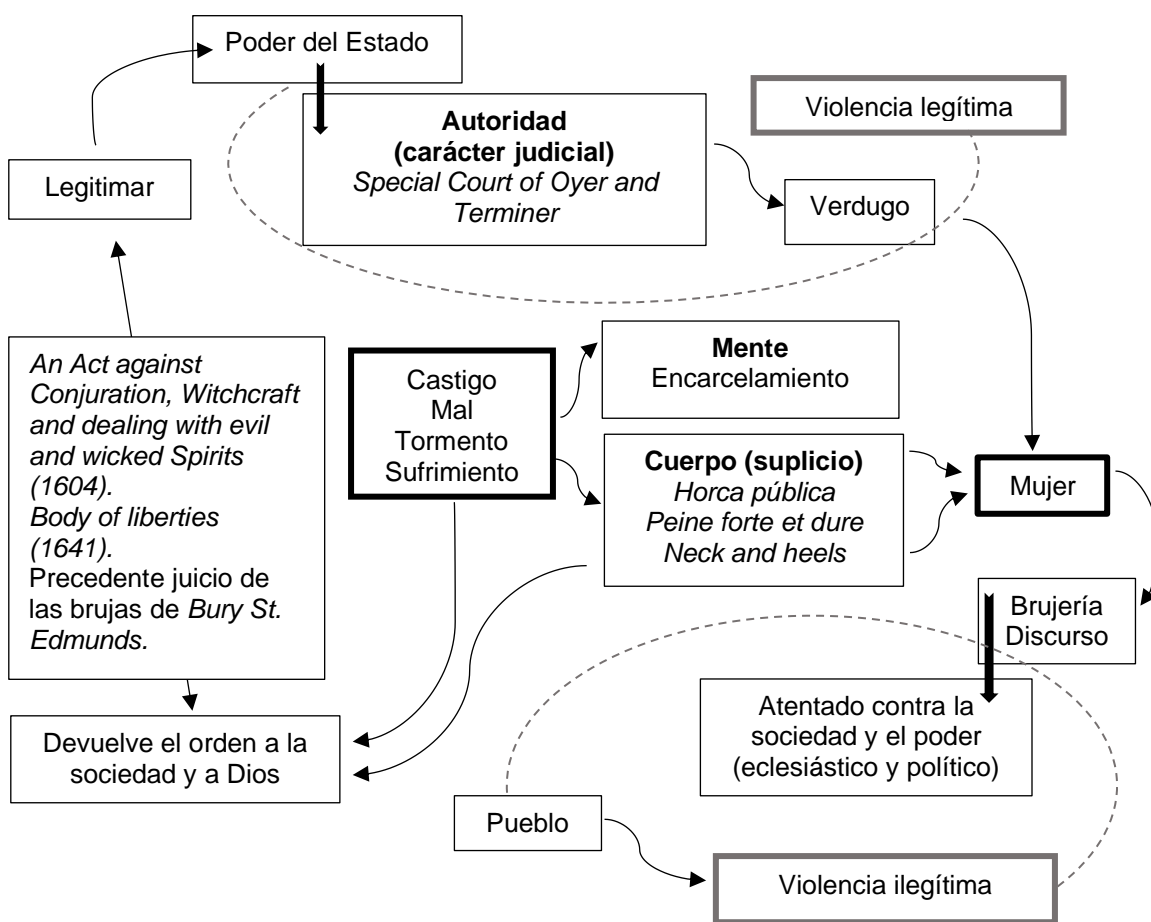 Poder del Estado
Autoridad
(carácter judicial)
Special Court of Oyer and
Terminer
Violencia legítima
Legitimar
Verdugo
An Act against
Conjuration, Witchcraft
and dealing with evil
and wicked Spirits
(1604).
Body of liberties
(1641).
Precedente juicio de
las brujas de Bury St.
Edmunds.
Castigo
Mal
Tormento
Sufrimiento
Mente
Encarcelamiento
Cuerpo (suplicio)
Horca pública
Peine forte et dure
Neck and heels
Mujer
Brujería
Discurso
Atentado contra la
sociedad y el poder
(eclesiástico y político)
Devuelve el orden a la
sociedad y a Dios
Pueblo
Violencia ilegítima